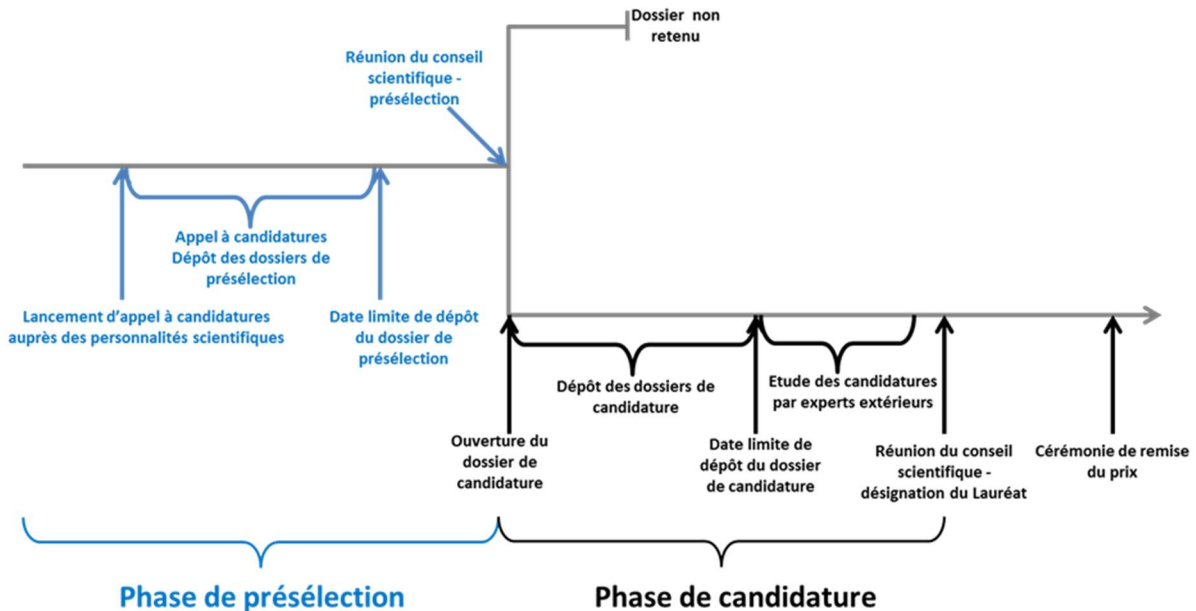 Dossier non
retenu
Réunion du conseil
scientifique -
présélection
Appel à candidatures
Dépôt des dossiers de
présélection
Lancement d’appel à candidatures
auprès des personnalités scientifiques
Date limite de dépôt
du dossier de
présélection
Dépôt des dossiers de
candidature
Etude des candidatures
par experts extérieurs
Ouverture du
dossier de
candidature
Date limite de
dépôt du dossier
de candidature
Réunion du conseil
scientifique -
désignation du Lauréat
Cérémonie de remise
du prix
Phase de présélection
Phase de candidature